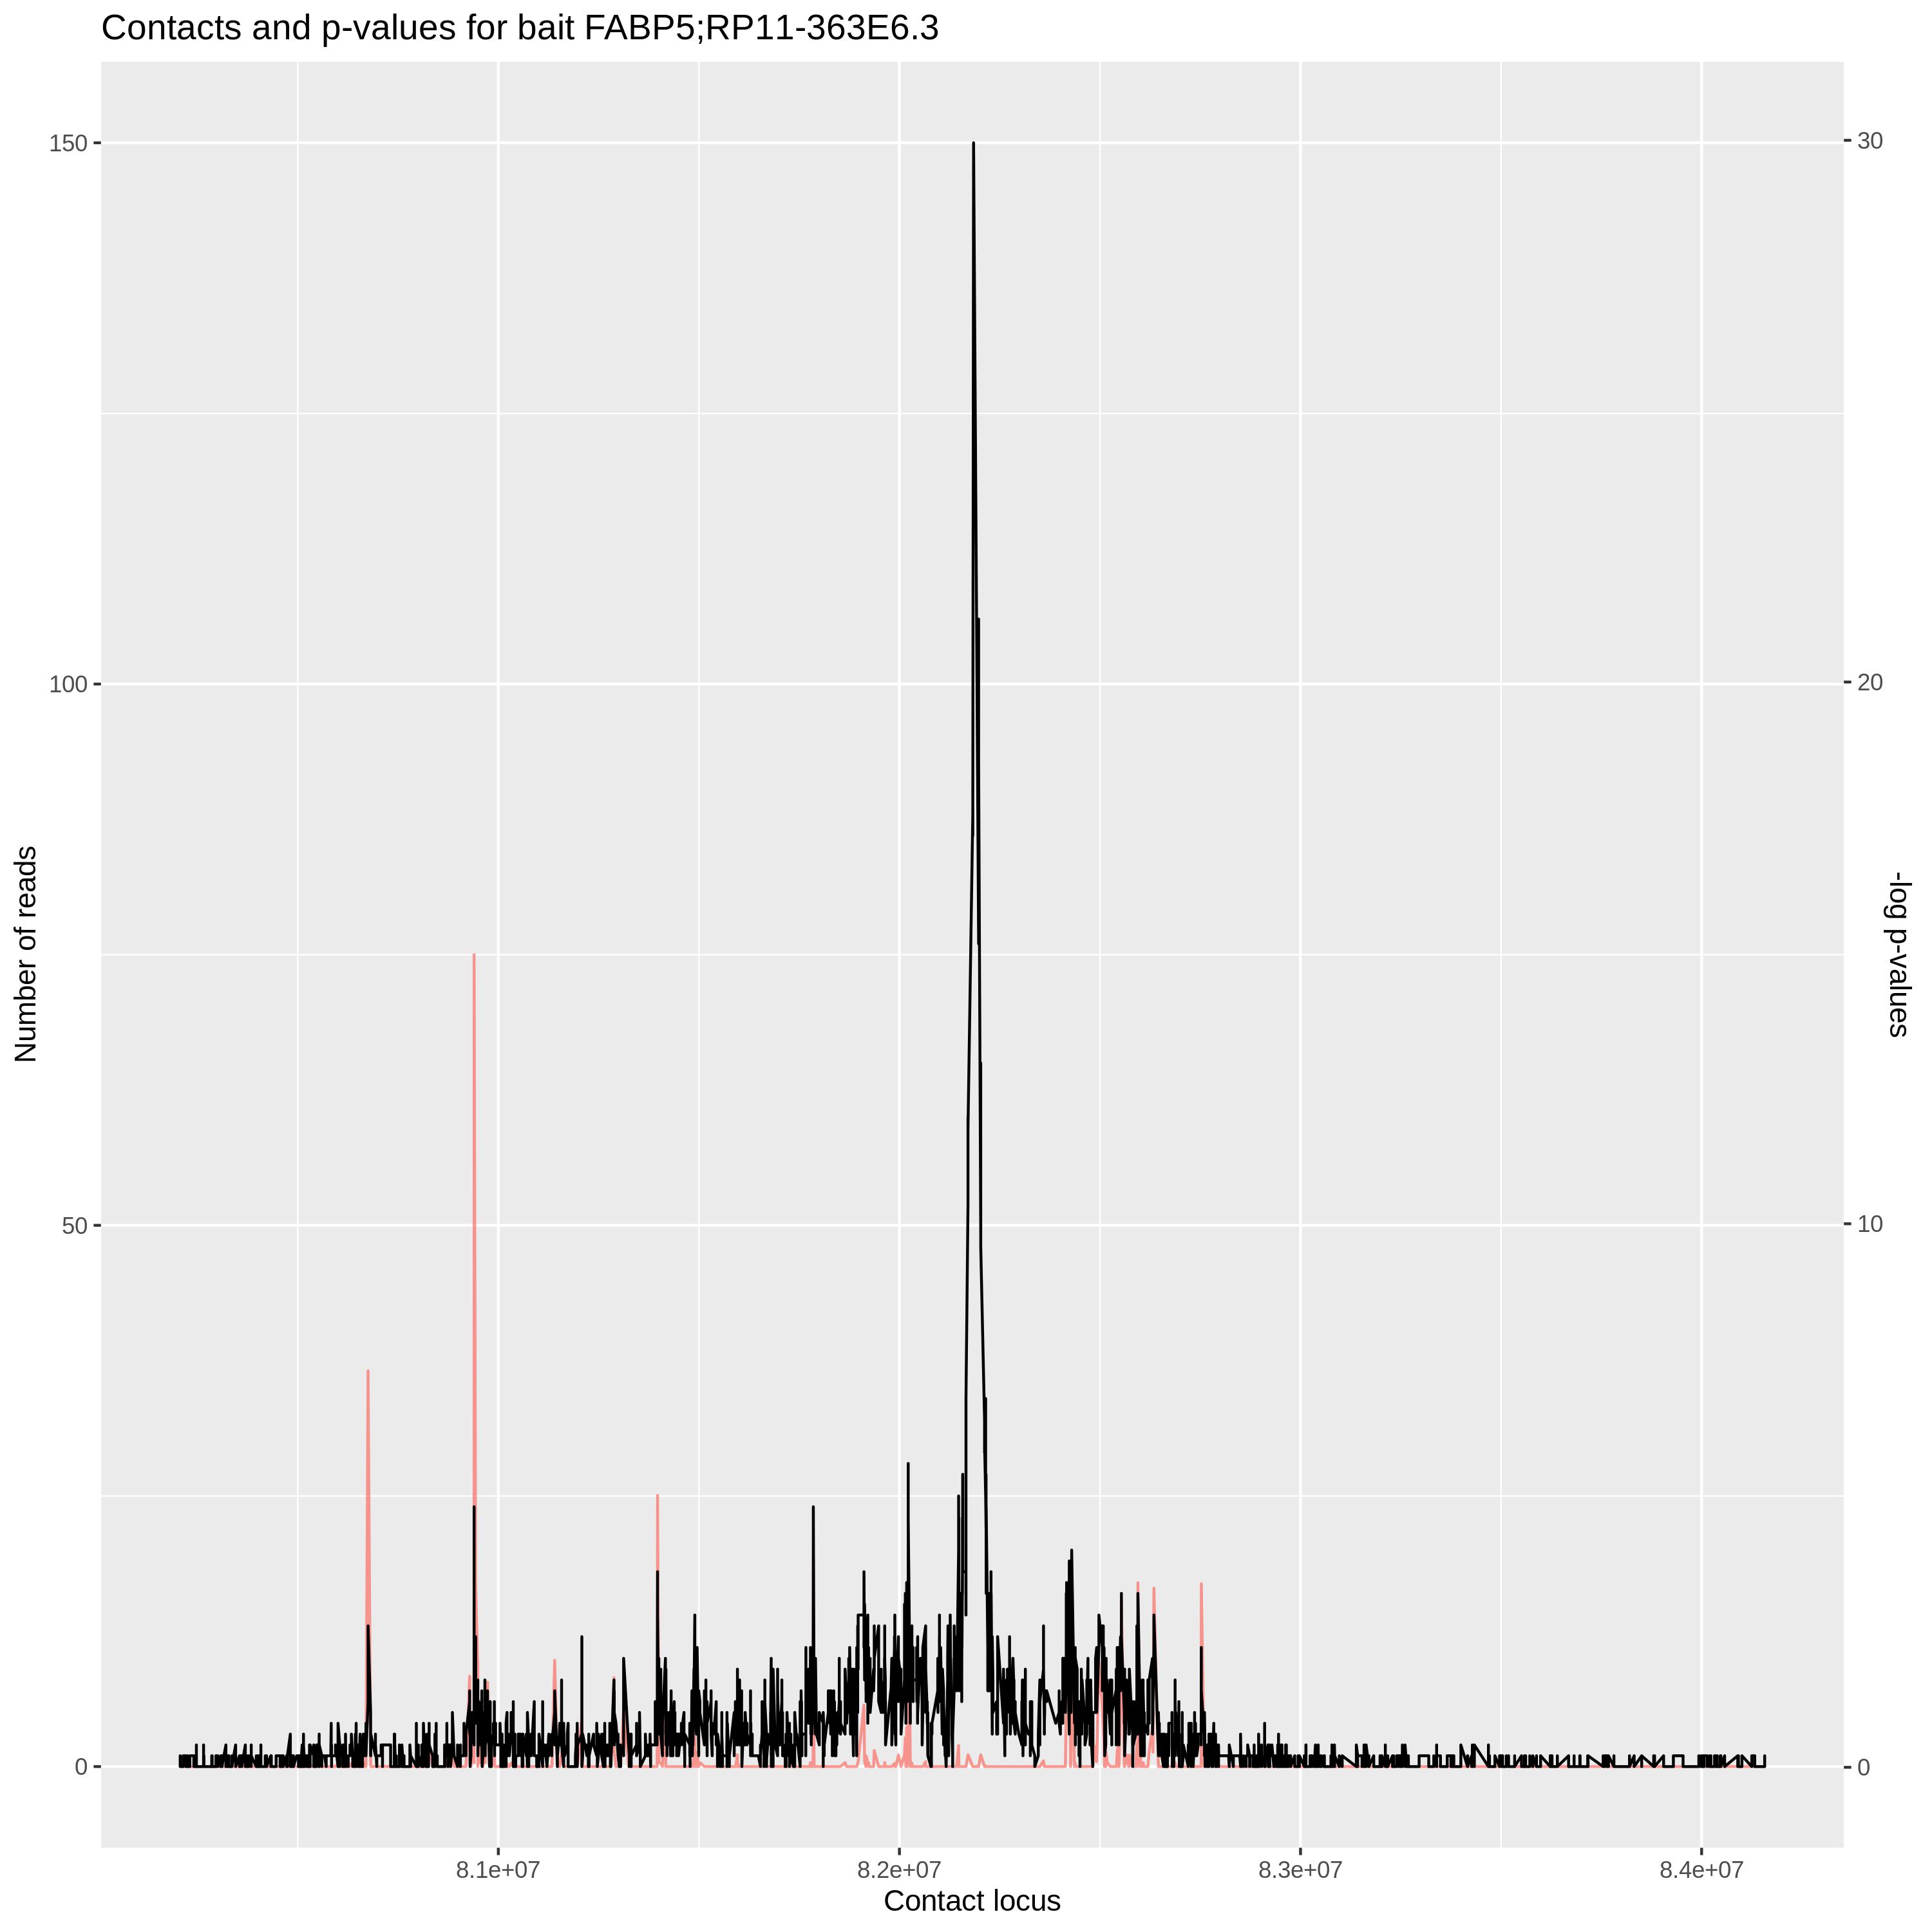 Contacts and p-values for bait FABP5;RP11-363E6.3
150
100
50
0
30
20
10
0
Number of reads
-log p-values
8.1e+07
8.2e+07
8.3e+07
8.4e+07
Contact locus